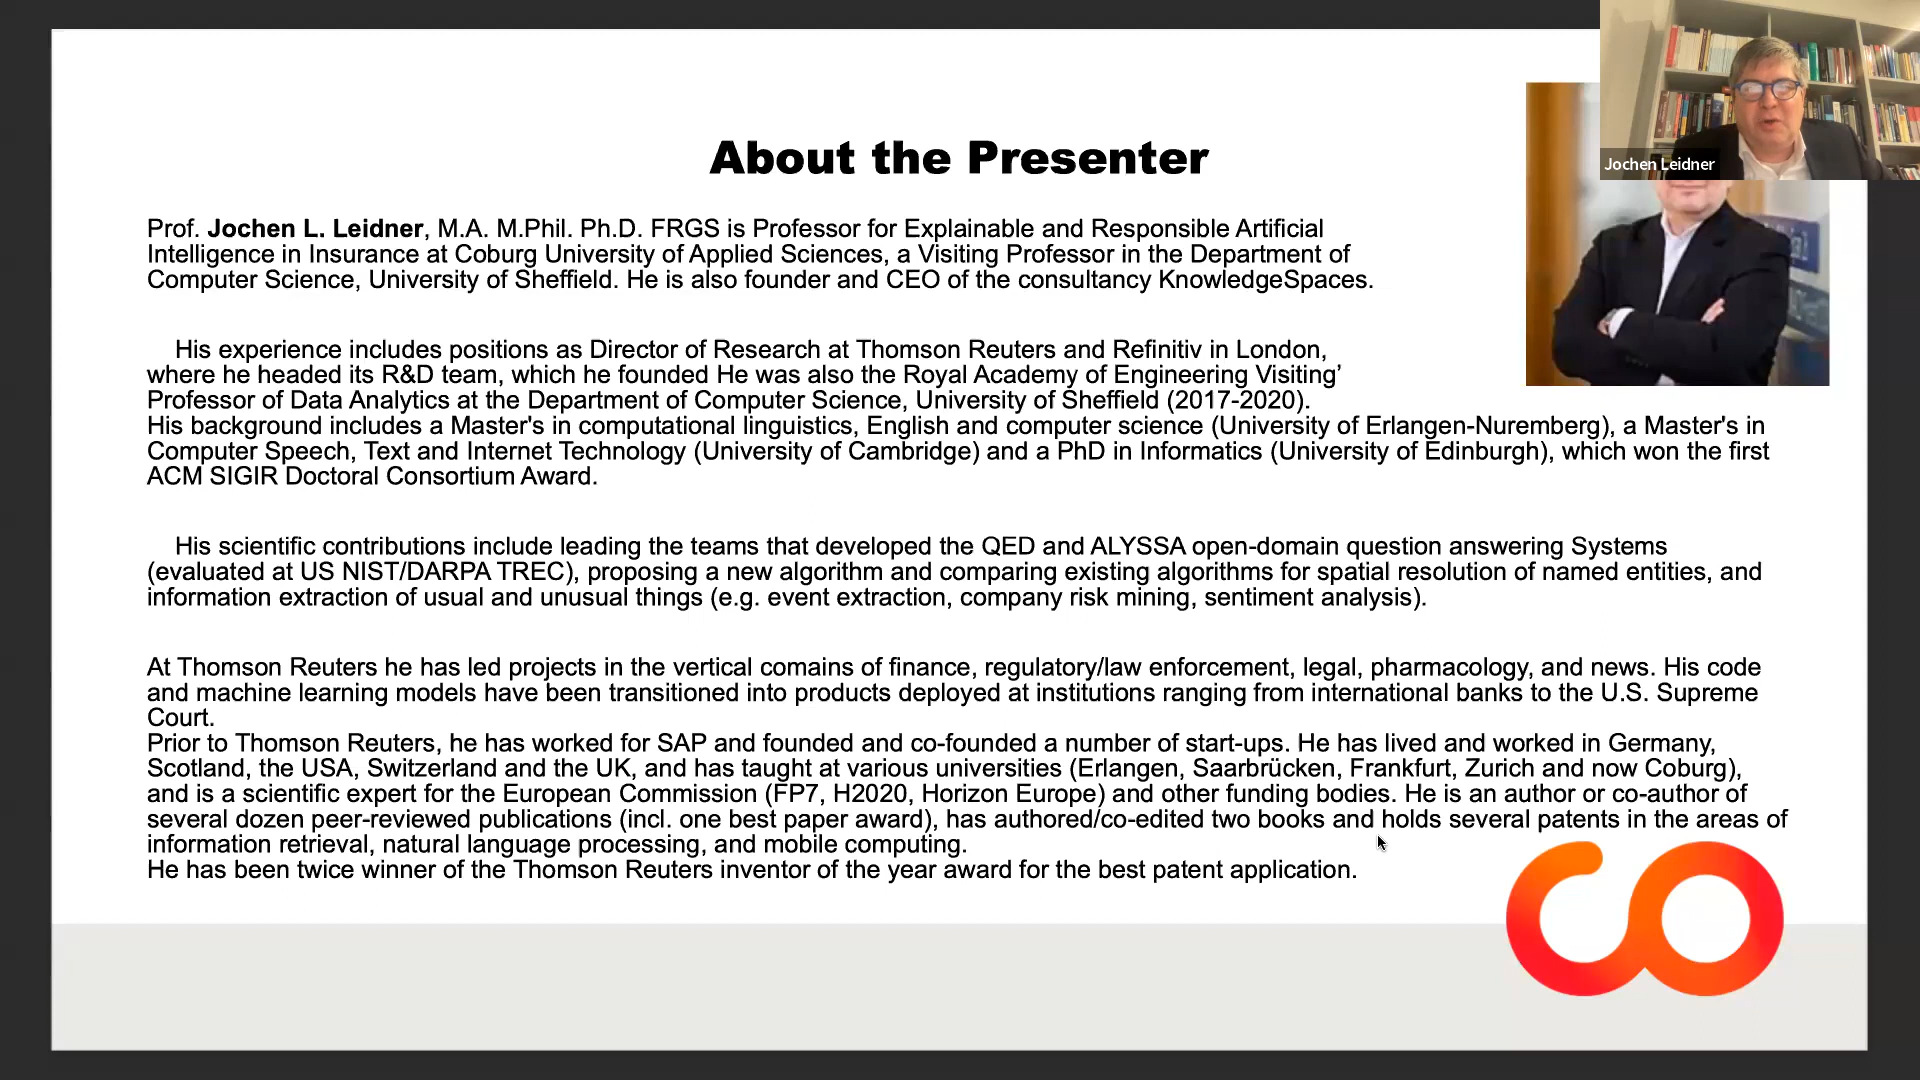 About the Presenter
Jochen Leidner
Prof. Jochen L. Leidner, M.A. M.Phil. Ph.D. FRGS is Professor for Explainable and Responsible Artificial
Intelligence in Insurance at Coburg University of Applied Sciences, a Visiting Professor in the Department of
Computer Science, University of Sheffield. He is also founder and CEO of the consultancy KnowledgeSpaces.
His experience includes positions as Director of Research at Thomson Reuters and Refinitiv in London,
where he headed its R&D team, which he founded He was also the Royal Academy of Engineering Visiting’
Professor of Data Analytics at the Department of Computer Science, University of Sheffield (2017-2020).
His background includes a Master's in computational linguistics, English and computer science (University of Erlangen-Nuremberg), a Master's in
Computer Speech, Text and Internet Technology (University of Cambridge) and a PhD in Informatics (University of Edinburgh), which won the first
ACM SIGIR Doctoral Consortium Award.
His scientific contributions include leading the teams that developed the QED and ALYSSA open-domain question answering Systems
(evaluated at US NIST/DARPA TREC), proposing a new algorithm and comparing existing algorithms for spatial resolution of named entities, and
information extraction of usual and unusual things (e.g. event extraction, company risk mining, sentiment analysis).
At Thomson Reuters he has led projects in the vertical comains of finance, regulatory/law enforcement, legal, pharmacology, and news. His code
and machine learning models have been transitioned into products deployed at institutions ranging from international banks to the U.S. Supreme
Court.
Prior to Thomson Reuters, he has worked for SAP and founded and co-founded a number of start-ups. He has lived and worked in Germany,
Scotland, the USA, Switzerland and the UK, and has taught at various universities (Erlangen, Saarbrücken, Frankfurt, Zurich and now Coburg),
and is a scientific expert for the European Commission (FP7, H2020, Horizon Europe) and other funding bodies. He is an author or co-author of
several dozen peer-reviewed publications (incl. one best paper award), has authored/co-edited two books and holds several patents in the areas of
information retrieval, natural language processing, and mobile computing.
He has been twice winner of the Thomson Reuters inventor of the year award for the best patent application.